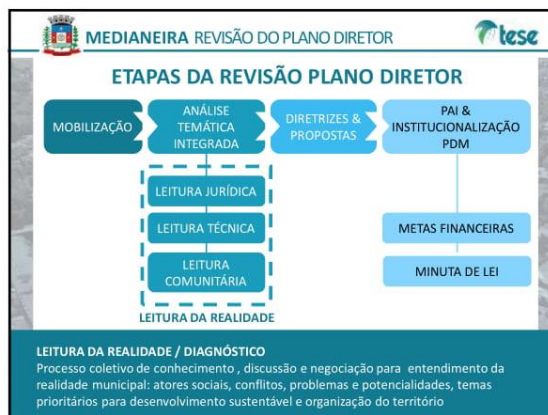 MEDIANEIRA REVISÃO DO PLANO DIRETOR
tese
ETAPAS DA REVISÃO PLANO DIRETOR
MOBILIZAÇÃO
ANÁLISE
TEMÁTICA
INTEGRADA
DIRETRIZES &
PROPOSTAS
PAI &
INSTITUCIONALIZAÇÃO
PDM
LEITURA JURÍDICA
LEITURA TÉCNICA
LEITURA
COMUNITÁRIA
LEITURA DA REALIDADE
METAS FINANCEIRAS
MINUTA DE LEI
LEITURA DA REALIDADE / DIAGNÓSTICO
Processo coletivo de conhecimento , discussão e negociação para entendimento da
realidade municipal: atores sociais, conflitos, problemas e potencialidades, temas
prioritários para desenvolvimento sustentável e organização do território